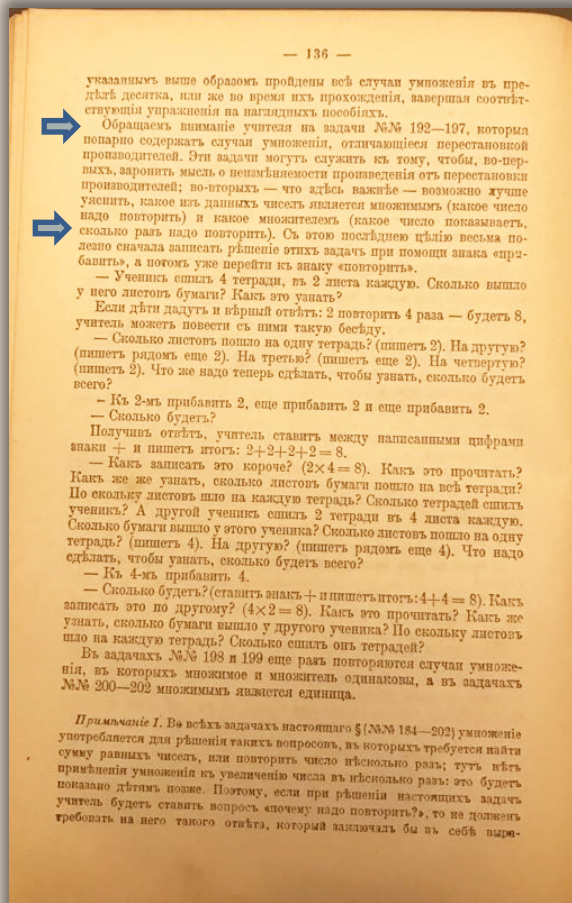 — 136 —
указаннымъ выше образомъ пройдены всѣ случаи умноженія въ пре-
дѣлѣ десятка, или же во время ихъ прохожденія, завершая соотвѣт-
ствующія упражненія на наглядныхъ пособіяхъ.
Обращаемъ вниманіе учителя на задачи №№ 192—197, которыя
попарно содержатъ случаи умноженія, отличающіеся перестановкой
производителей. Эти задачи могутъ служить къ тому, чтобы, во-пер-
выхъ, заронить мысль о неизмѣняемости произведенія отъ перестановки
производителей; во-вторыхъ — что здѣсь важнѣе — возможно лучше
уяснить, какое изъ данныхъ чиселъ является множимымъ (какое число
надо повторить) и какое множителемъ (какое число показываетъ,
сколько разъ надо повторить). Съ этою послѣднею цѣлію весьма по-
лезно сначала записать рѣшеніе этихъ задачъ при помощи знака «при-
бавить», а потомъ уже перейти къ знаку «повторить».
— Ученикъ сшилъ 4 тетради, въ 2 листа каждую. Сколько вышло
у него листовъ бумаги? Какъ это узнать?
Если дѣти дадутъ и вѣрный отвѣтъ: 2 повторить 4 раза — будетъ 8,
учитель можетъ повести съ ними такую бесѣду.
— Сколько листовъ пошло на одну тетрадь? (пишетъ 2). На другую?
(пишетъ рядомъ еще 2). На третью? (пишетъ еще 2). На четвертую?
(пишетъ 2). Что же надо теперь сдѣлать, чтобы узнать, сколько будетъ
всего?
— Къ 2-мъ прибавить 2, еще прибавить 2 и еще прибавить 2.
— Сколько будетъ?
Получивъ отвѣтъ, учитель ставитъ между написанными цифрами
знаки + и пишетъ итогъ: 2+2+2+2=8.
— Какъ записать это короче? (2×4=8). Какъ это прочитать?
Какъ же же узнать, сколько листовъ бумаги пошло на всѣ тетради?
По скольку листовъ шло на каждую тетрадь? Сколько тетрадей сшилъ
ученикъ? А другой ученикъ сшилъ 2 тетради въ 4 листа каждую.
Сколько бумаги вышло у этого ученика? Сколько листовъ пошло на одну
тетрадь? (пишетъ 4). На другую? (пишетъ рядомъ еще 4). Что надо
сдѣлать, чтобы узнать, сколько будетъ всего?
— Къ 4-мъ прибавить 4.
— Сколько будетъ? (ставитъ знакъ + и пишетъ итогъ: 4+4=8). Какъ
записать это по другому? (4×2=8). Какъ это прочитать? Какъ же
узнать, сколько бумаги вышло у другого ученика? По скольку листовъ
шло на каждую тетрадь? Сколько сшилъ онъ тетрадей?
Въ задачахъ №№ 198 и 199 еще разъ повторяются случаи умноже-
нія, въ которыхъ множимое и множитель одинаковы, а въ задачахъ
№№ 200—202 множимымъ является единица.
Примѣчаніе 1. Во всѣхъ задачахъ настоящаго § (№№ 184—202) умноженіе
употребляется для рѣшенія такихъ вопросовъ, въ которыхъ требуется найти
сумму равныхъ чиселъ, или повторить число нѣсколько разъ; тутъ нѣтъ
примѣненія умноженія къ увеличенію числа въ нѣсколько разъ: это будетъ
показано дѣтямъ позже. Поэтому, если при рѣшеніи настоящихъ задачъ
учитель будетъ ставить вопросъ «почему надо повторить?», то не долженъ
требовать на него такого отвѣта, который заключалъ бы въ себѣ выра-